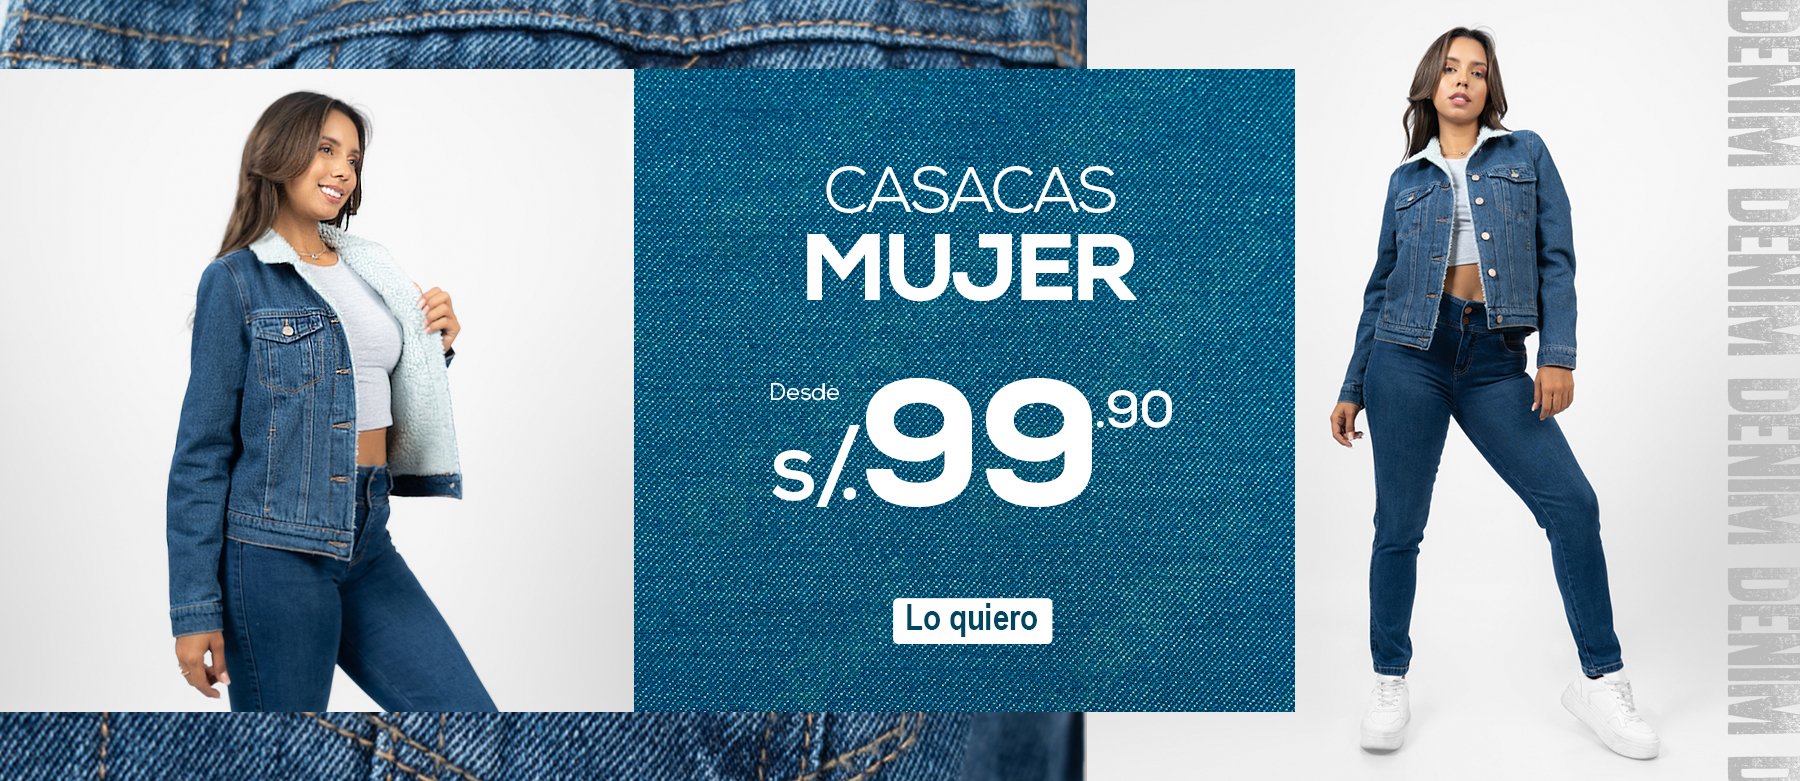 CASACAS
MUJER
Desde
S/.99.90
Lo quiero
DENIM DENIM DENIM DENIM D